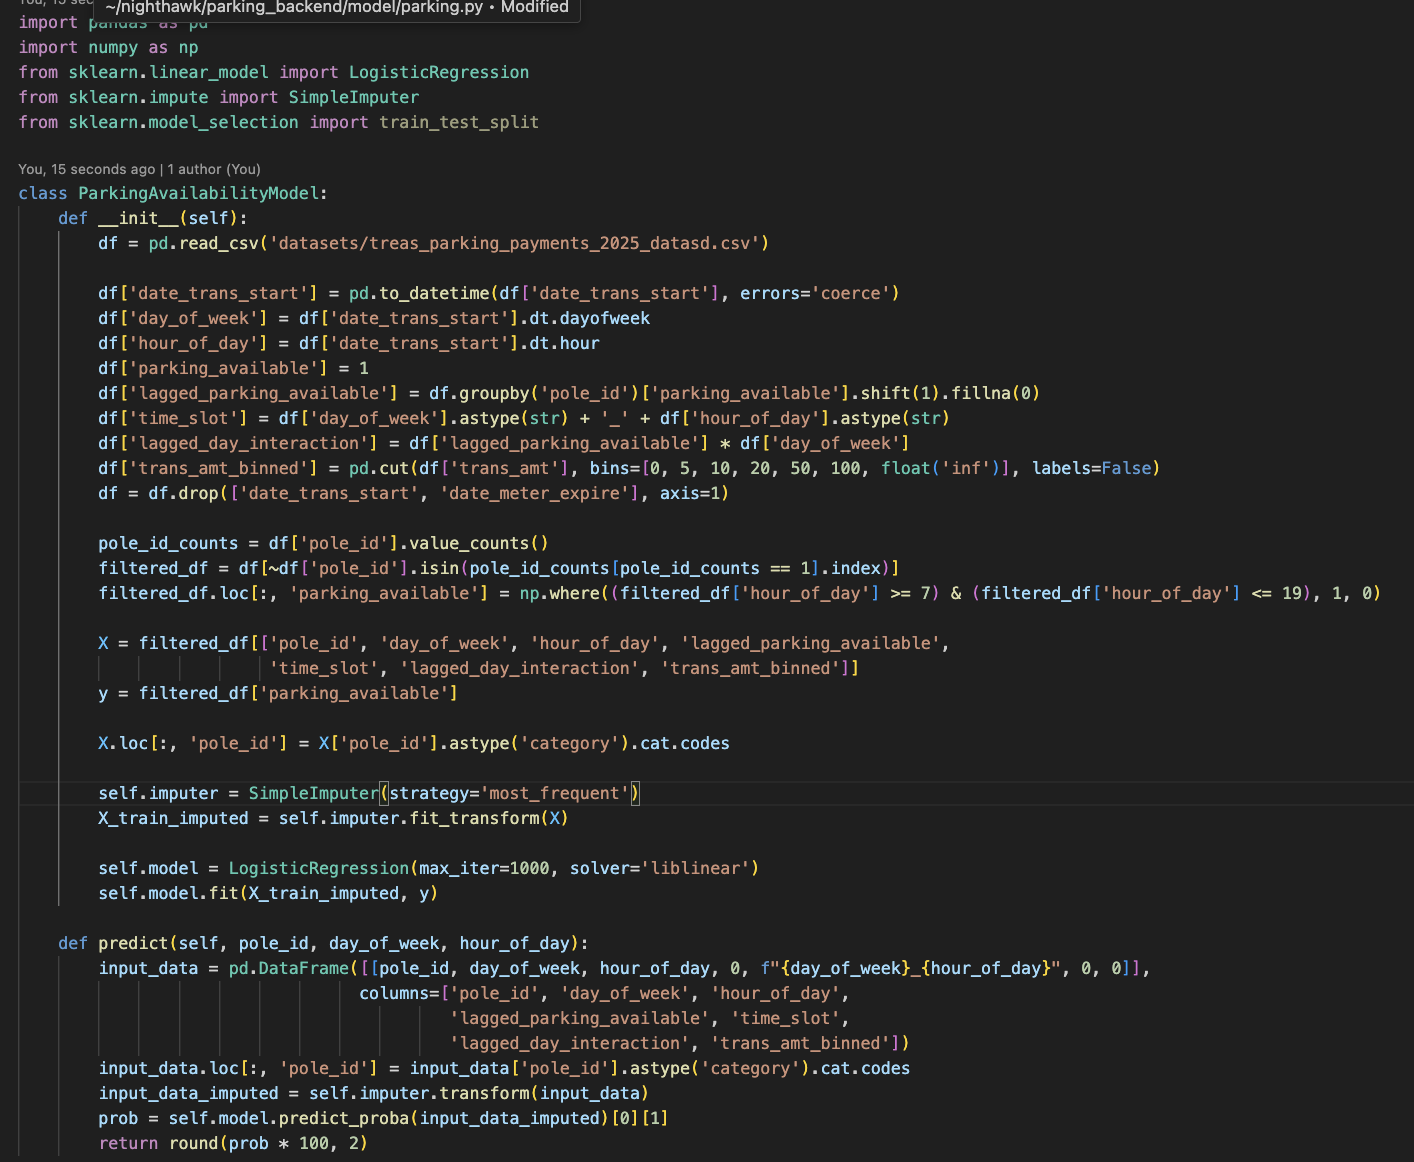 ~/nighthawk/parking_backend/model/parking.py • Modified
import pandas as pd
import numpy as np
from sklearn.linear_model import LogisticRegression
from sklearn.impute import SimpleImputer
from sklearn.model_selection import train_test_split
You, 15 seconds ago | 1 author (You)
class ParkingAvailabilityModel:
    def __init__(self):
        df = pd.read_csv('datasets/treas_parking_payments_2025_datasd.csv')
        df['date_trans_start'] = pd.to_datetime(df['date_trans_start'], errors='coerce')
        df['day_of_week'] = df['date_trans_start'].dt.dayofweek
        df['hour_of_day'] = df['date_trans_start'].dt.hour
        df['parking_available'] = 1
        df['lagged_parking_available'] = df.groupby('pole_id')['parking_available'].shift(1).fillna(0)
        df['time_slot'] = df['day_of_week'].astype(str) + '_' + df['hour_of_day'].astype(str)
        df['lagged_day_interaction'] = df['lagged_parking_available'] * df['day_of_week']
        df['trans_amt_binned'] = pd.cut(df['trans_amt'], bins=[0, 5, 10, 20, 50, 100, float('inf')], labels=False)
        df = df.drop(['date_trans_start', 'date_meter_expire'], axis=1)
        pole_id_counts = df['pole_id'].value_counts()
        filtered_df = df[~df['pole_id'].isin(pole_id_counts[pole_id_counts == 1].index)]
        filtered_df.loc[:, 'parking_available'] = np.where((filtered_df['hour_of_day'] >= 7) & (filtered_df['hour_of_day'] <= 19), 1, 0)
        X = filtered_df[['pole_id', 'day_of_week', 'hour_of_day', 'lagged_parking_available',
                         'time_slot', 'lagged_day_interaction', 'trans_amt_binned']]
        y = filtered_df['parking_available']
        X.loc[:, 'pole_id'] = X['pole_id'].astype('category').cat.codes
        self.imputer = SimpleImputer(strategy='most_frequent')
        X_train_imputed = self.imputer.fit_transform(X)
        self.model = LogisticRegression(max_iter=1000, solver='liblinear')
        self.model.fit(X_train_imputed, y)
    def predict(self, pole_id, day_of_week, hour_of_day):
        input_data = pd.DataFrame([[pole_id, day_of_week, hour_of_day, 0, f"{day_of_week}_{hour_of_day}", 0, 0]],
                                  columns=['pole_id', 'day_of_week', 'hour_of_day',
                                           'lagged_parking_available', 'time_slot',
                                           'lagged_day_interaction', 'trans_amt_binned'])
        input_data.loc[:, 'pole_id'] = input_data['pole_id'].astype('category').cat.codes
        input_data_imputed = self.imputer.transform(input_data)
        prob = self.model.predict_proba(input_data_imputed)[0][1]
        return round(prob * 100, 2)